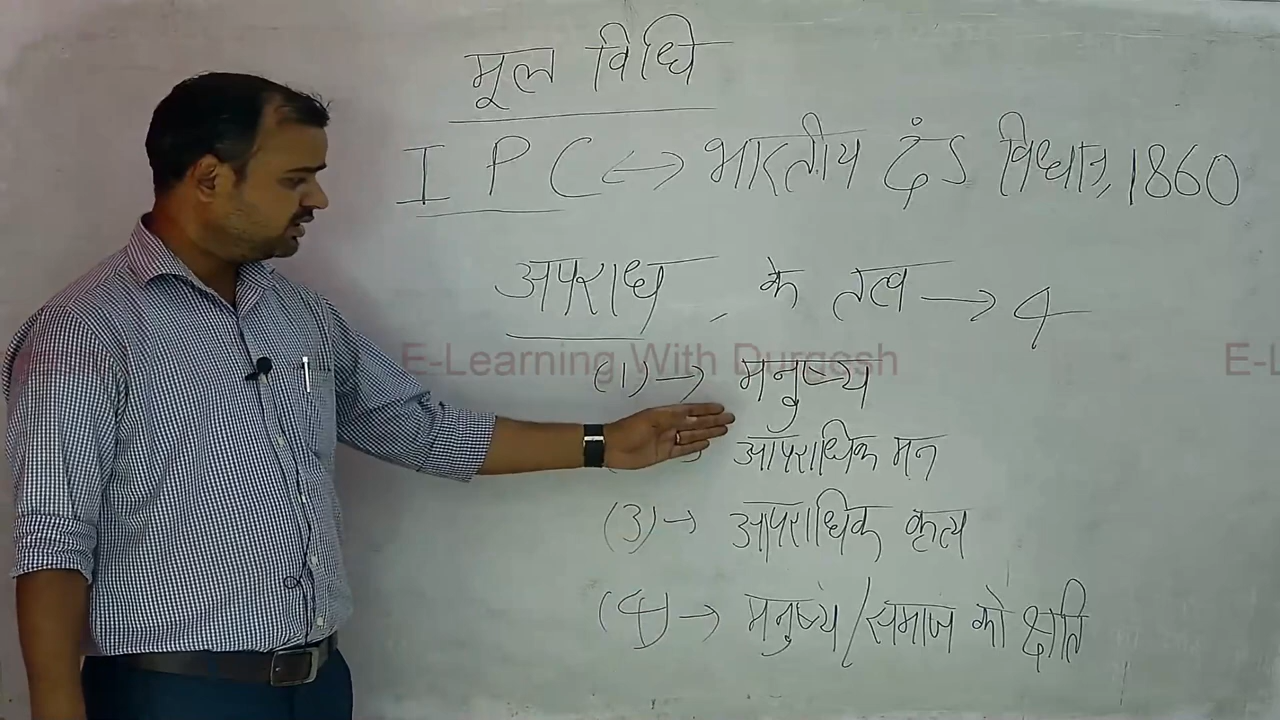 मूल विधि
I P C <-> भारतीय दंड विधान, 1860
अपराध के तत्व -> 4
(1) -> मनुष्य
आपराधिक मन
(3) -> आपराधिक कृत्य
(4) -> मनुष्य/समाज को क्षति
E-Learning With Durgesh
E-L